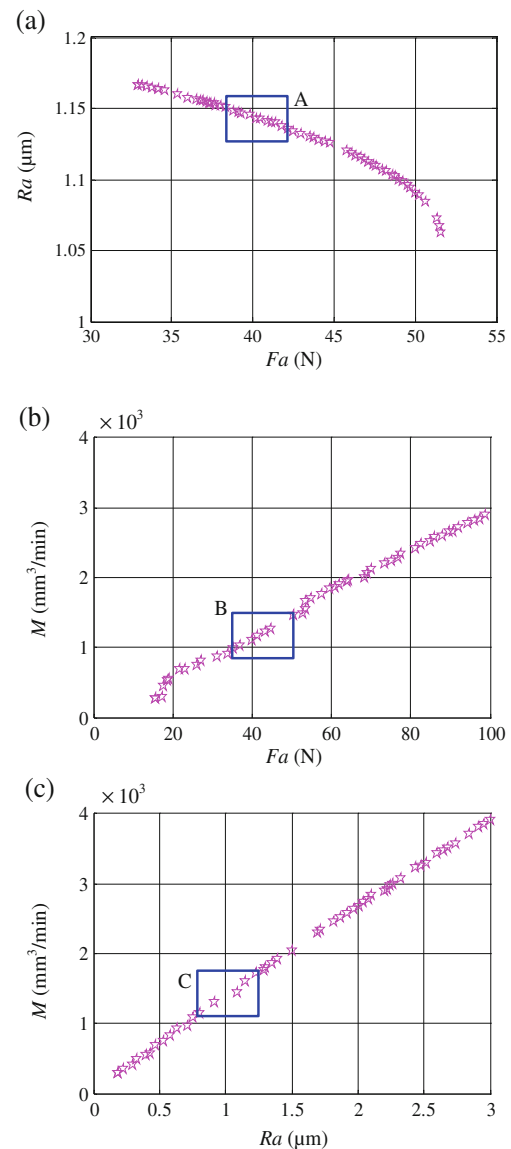 (a)
1.2
1.15
1.1
1.05
1
Ra (µm)
A
30 35 40 45 50 55
Fa (N)
(b)
× 10³
4
3
2
1
0
M (mm³/min)
B
0 20 40 60 80 100
Fa (N)
(c)
× 10³
4
3
2
1
0
M (mm³/min)
C
0 0.5 1 1.5 2 2.5 3
Ra (µm)